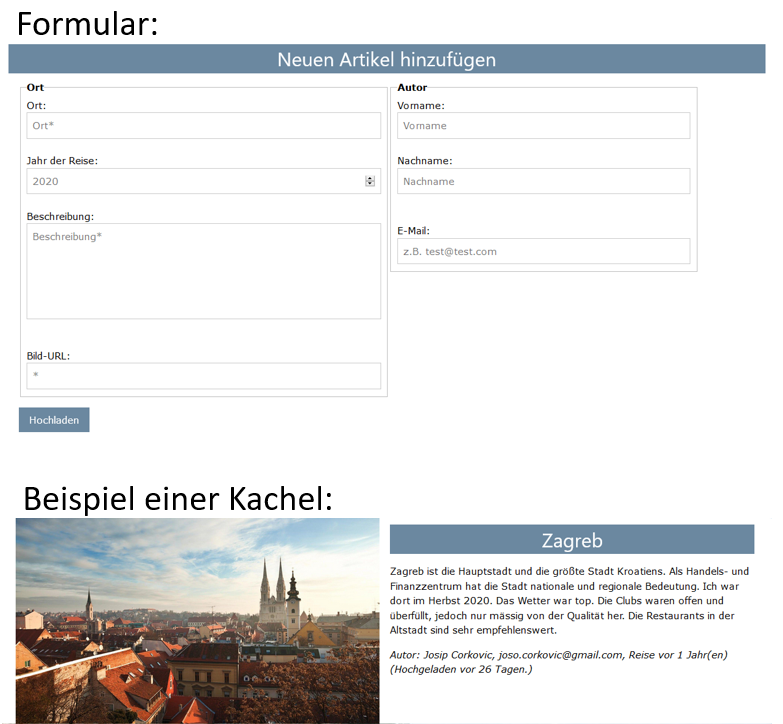 Formular:
Neuen Artikel hinzufügen
Ort
Ort:
Ort*
Jahr der Reise:
2020
Beschreibung:
Beschreibung*
Bild-URL:
*
Hochladen
Autor
Vorname:
Vorname
Nachname:
Nachname
E-Mail:
z.B. test@test.com
Beispiel einer Kachel:
Zagreb
Zagreb ist die Hauptstadt und die größte Stadt Kroatiens. Als Handels- und
Finanzzentrum hat die Stadt nationale und regionale Bedeutung. Ich war
dort im Herbst 2020. Das Wetter war top. Die Clubs waren offen und
überfüllt, jedoch nur mässig von der Qualität her. Die Restaurants in der
Altstadt sind sehr empfehlenswert.
Autor: Josip Corkovic, joso.corkovic@gmail.com, Reise vor 1 Jahr(en)
(Hochgeladen vor 26 Tagen.)